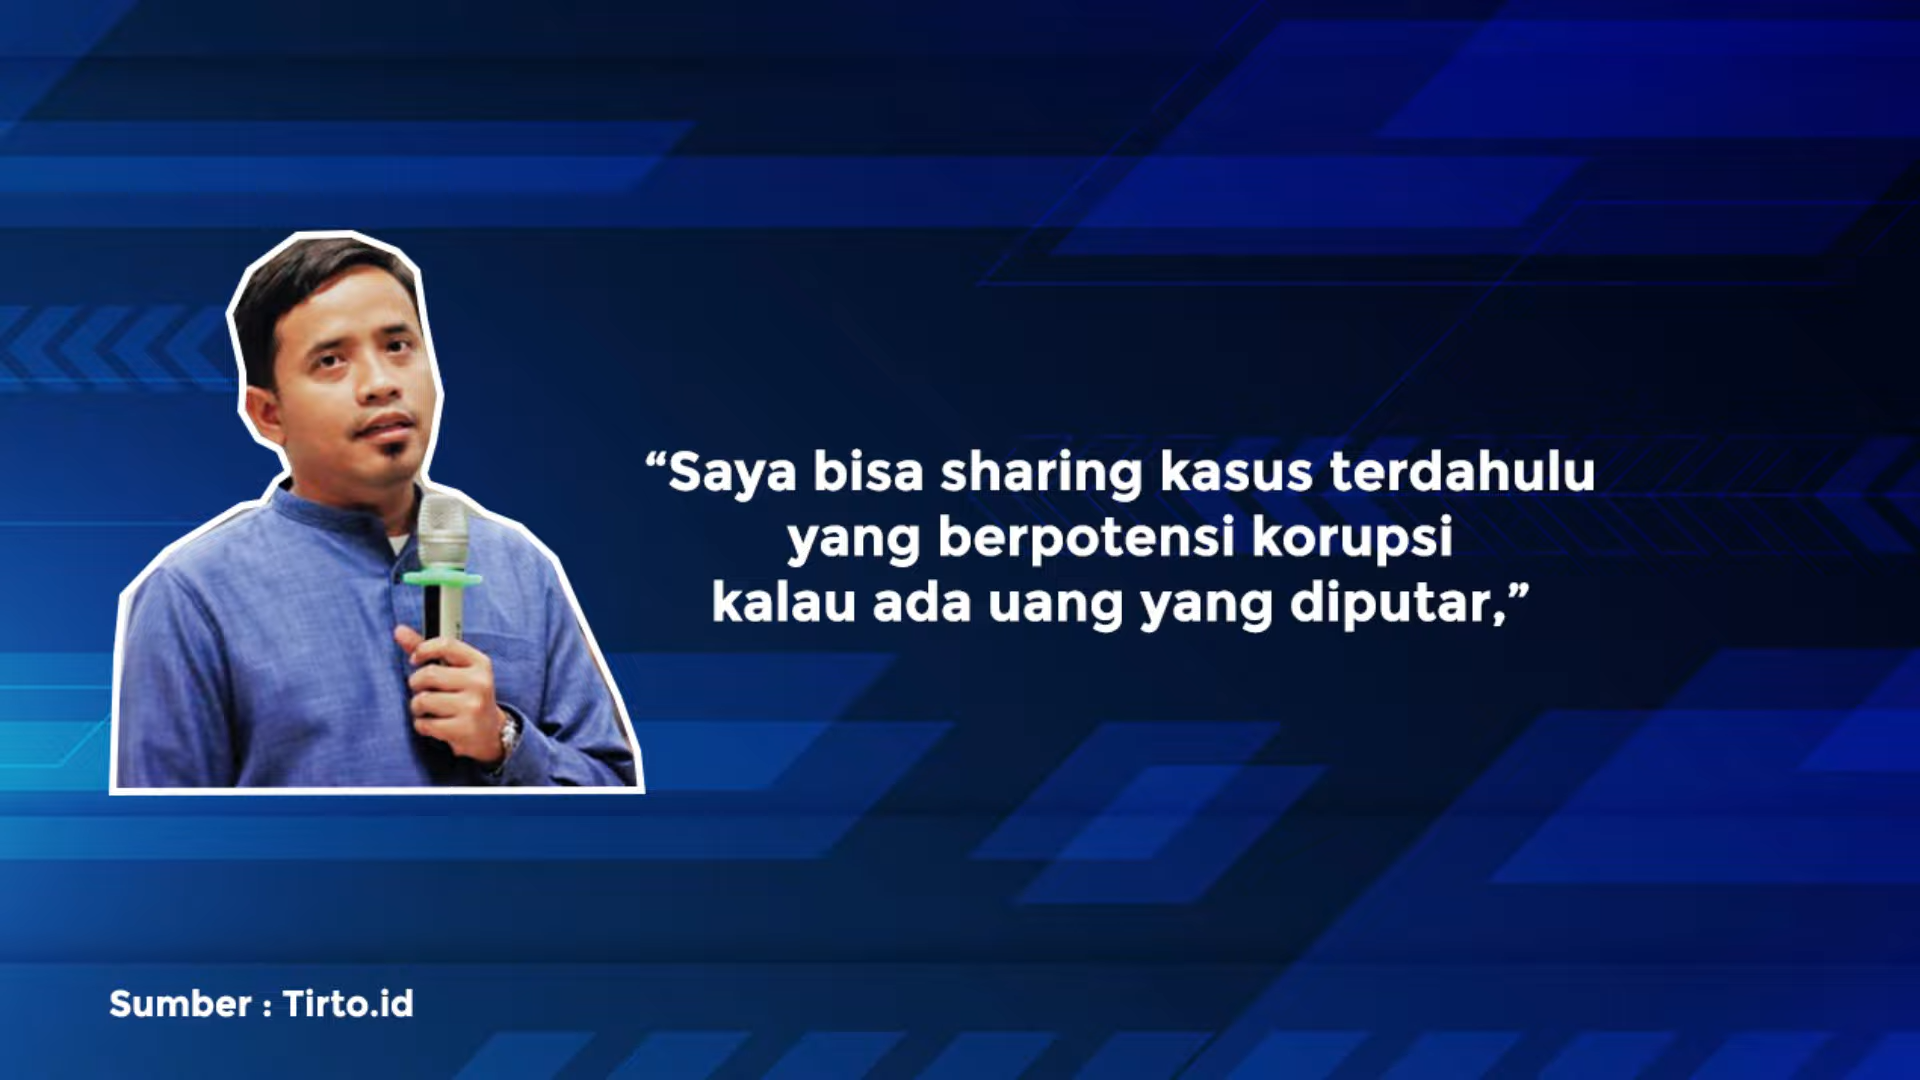 “Saya bisa sharing kasus terdahulu
yang berpotensi korupsi
kalau ada uang yang diputar,”
Sumber : Tirto.id